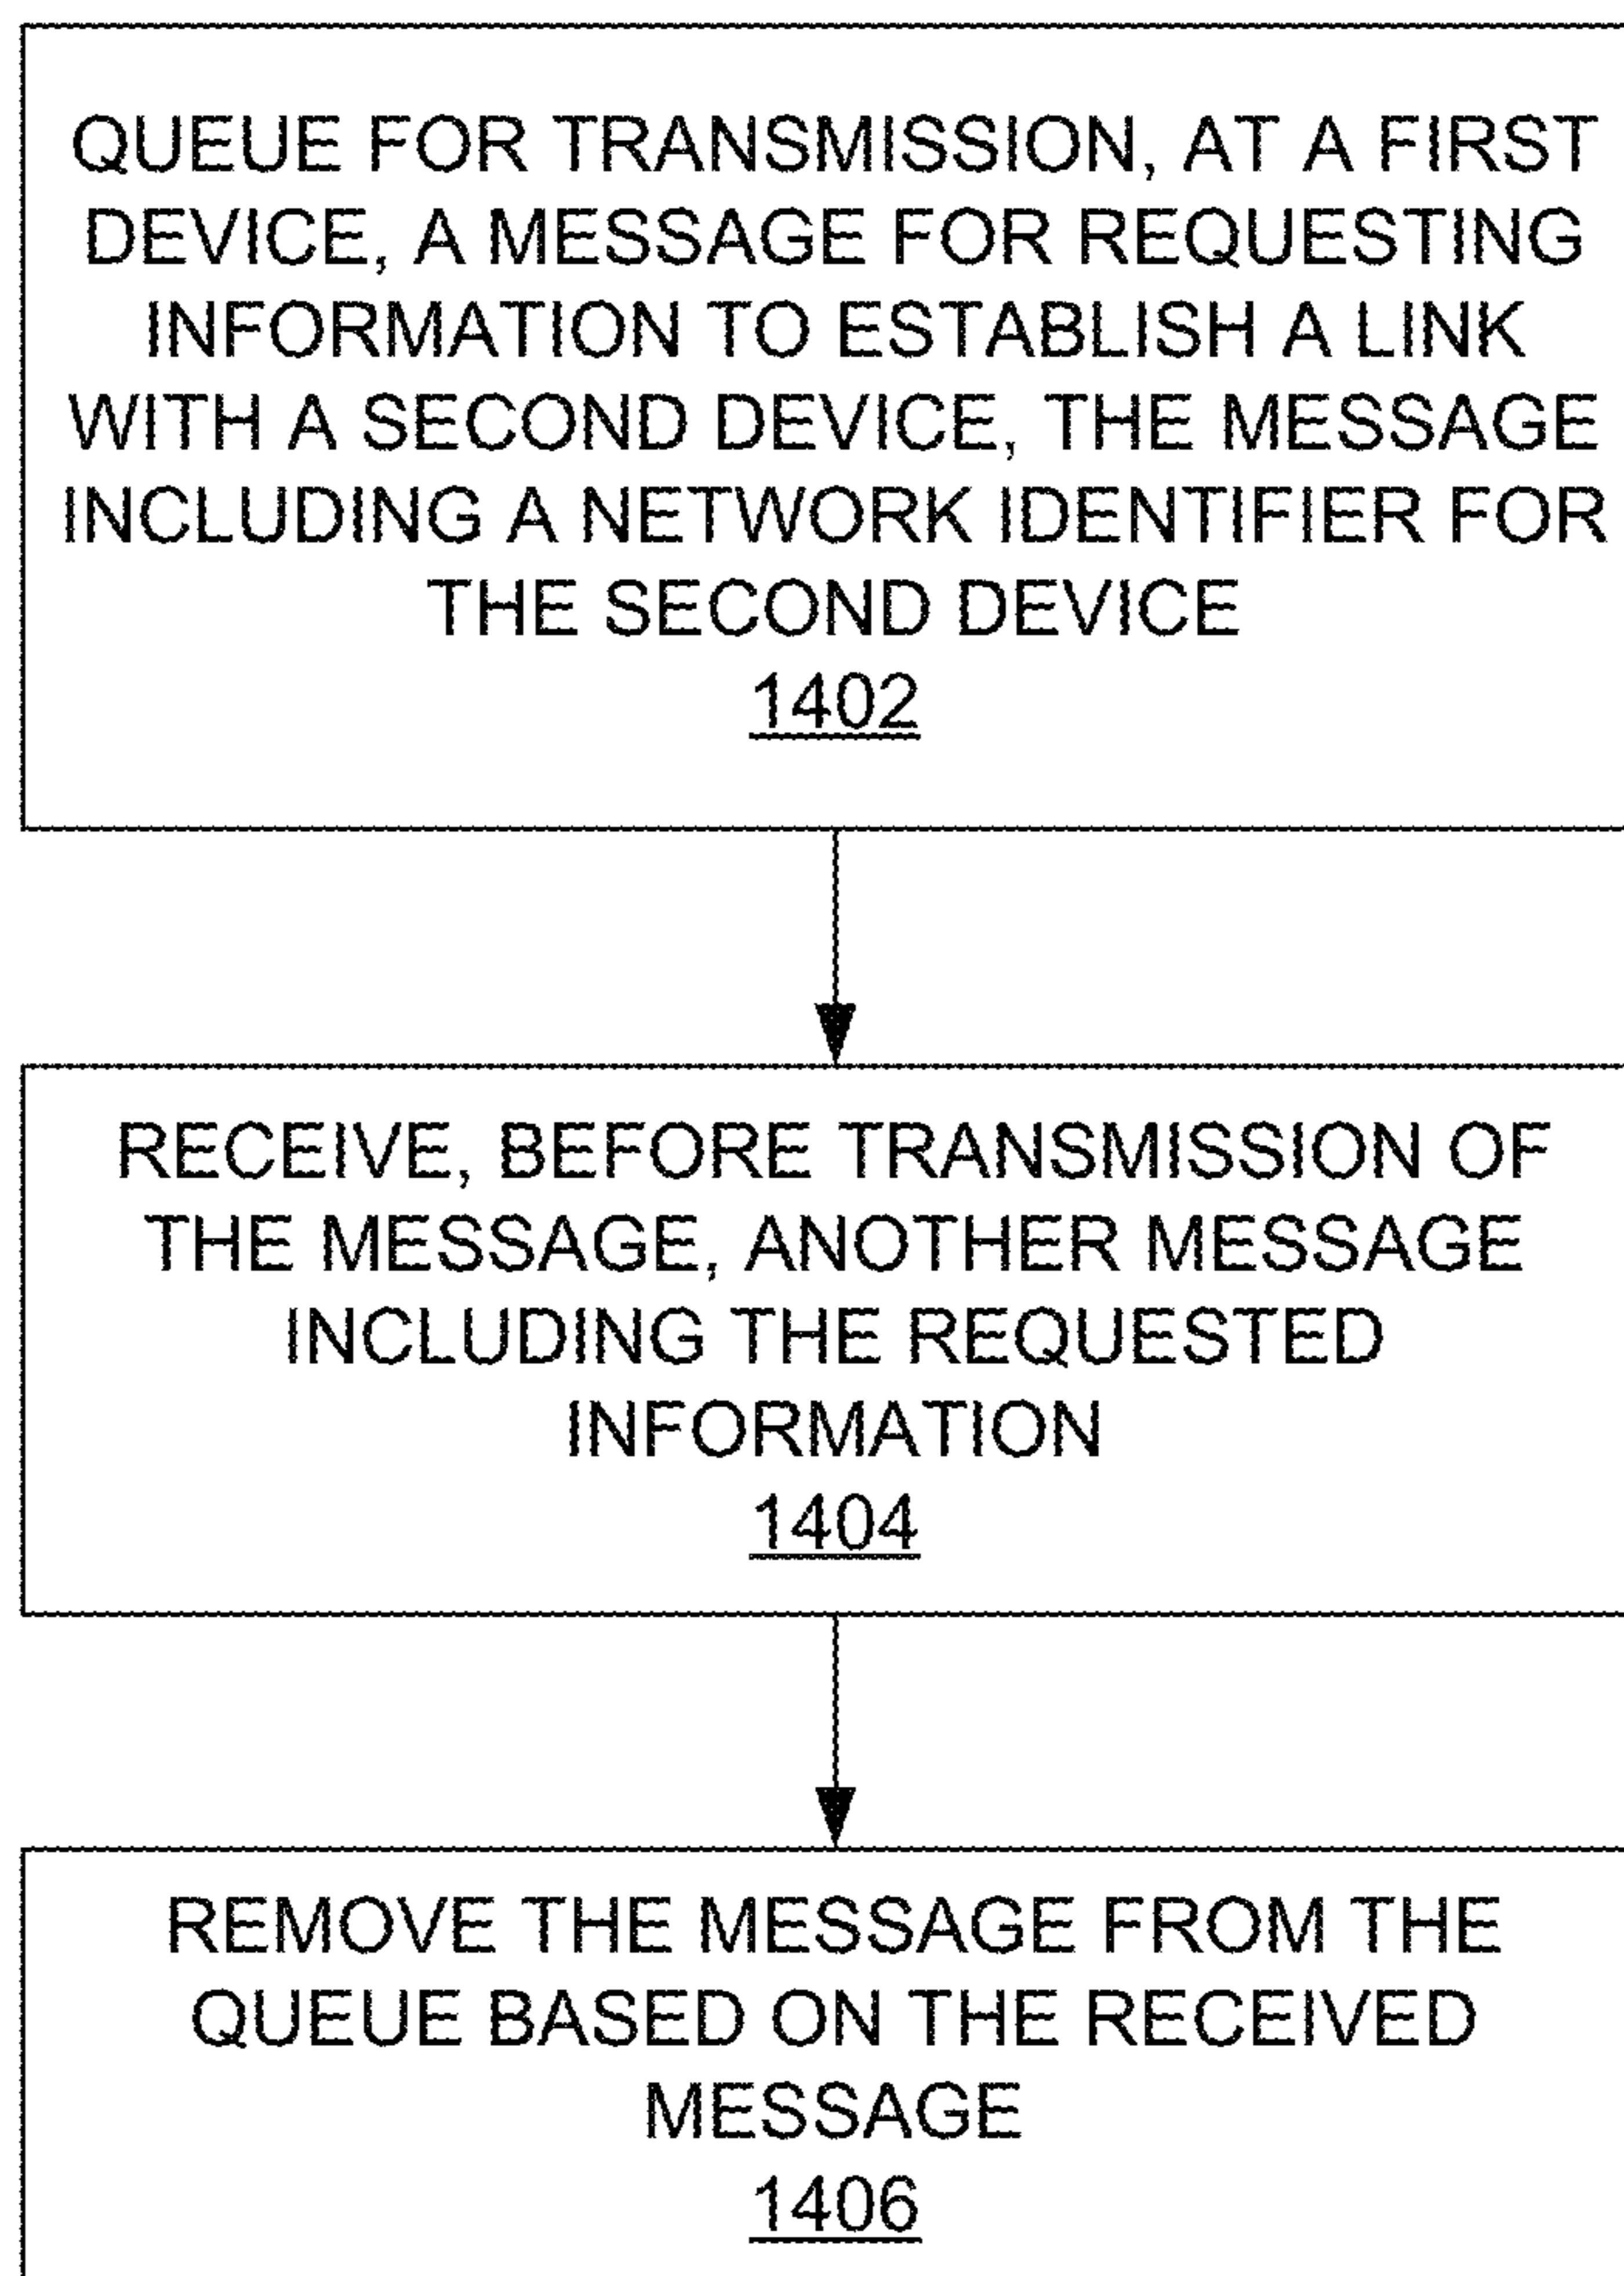 QUEUE FOR TRANSMISSION, AT A FIRST
DEVICE, A MESSAGE FOR REQUESTING
INFORMATION TO ESTABLISH A LINK
WITH A SECOND DEVICE, THE MESSAGE
INCLUDING A NETWORK IDENTIFIER FOR
THE SECOND DEVICE
1402
RECEIVE, BEFORE TRANSMISSION OF
THE MESSAGE, ANOTHER MESSAGE
INCLUDING THE REQUESTED
INFORMATION
1404
REMOVE THE MESSAGE FROM THE
QUEUE BASED ON THE RECEIVED
MESSAGE
1406